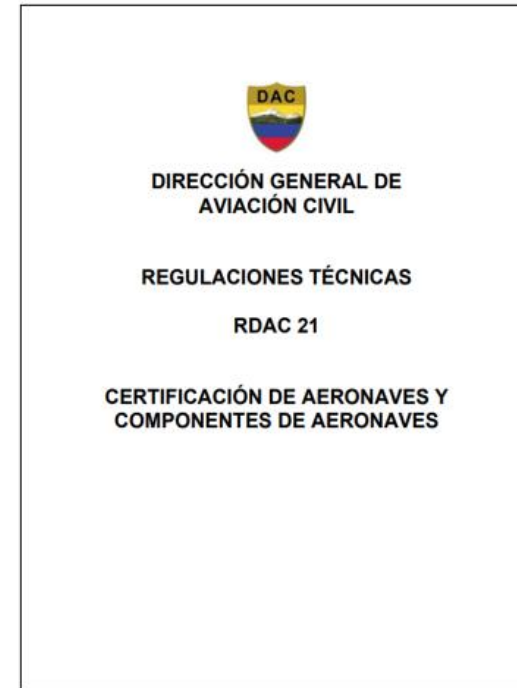 DAC
DIRECCIÓN GENERAL DE
AVIACIÓN CIVIL
REGULACIONES TÉCNICAS
RDAC 21
CERTIFICACIÓN DE AERONAVES Y
COMPONENTES DE AERONAVES